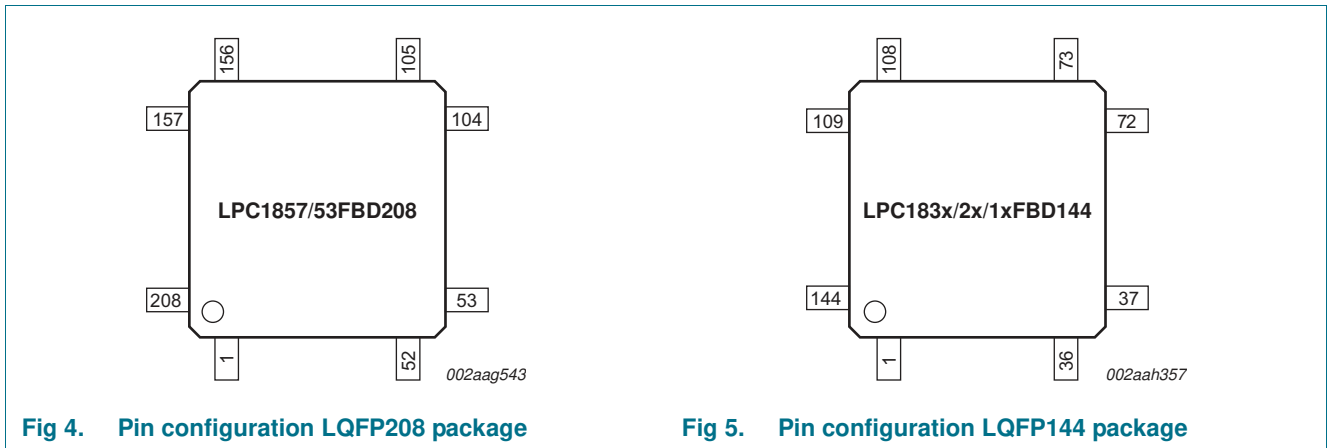 156
105
157
104
LPC1857/53FBD208
208
53
1
52
002aag543
Fig 4. Pin configuration LQFP208 package
108
73
109
72
LPC183x/2x/1xFBD144
144
37
1
36
002aah357
Fig 5. Pin configuration LQFP144 package